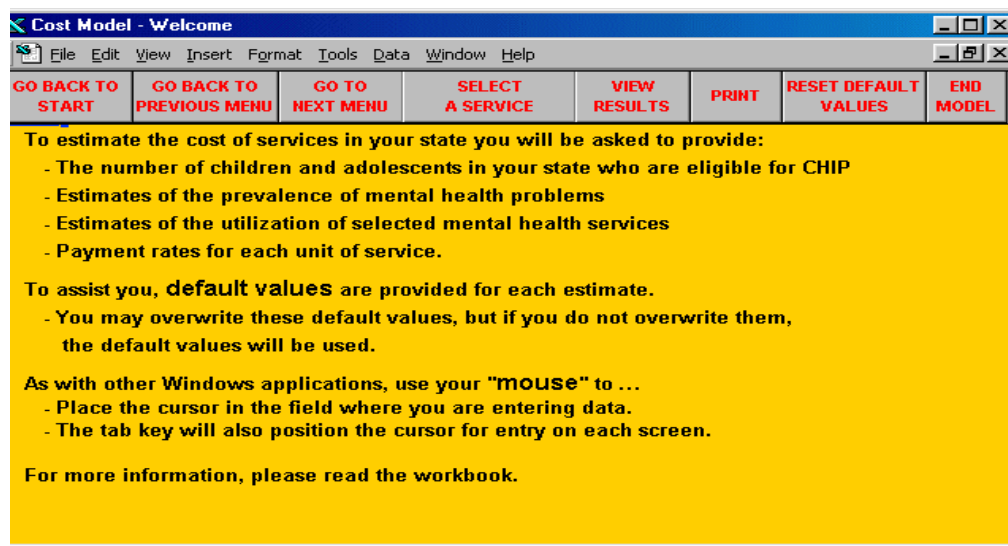 Cost Model - Welcome
File Edit View Insert Format Tools Data Window Help
GO BACK TO START GO BACK TO PREVIOUS MENU GO TO NEXT MENU SELECT A SERVICE VIEW RESULTS PRINT RESET DEFAULT VALUES END MODEL
To estimate the cost of services in your state you will be asked to provide:
- The number of children and adolescents in your state who are eligible for CHIP
- Estimates of the prevalence of mental health problems
- Estimates of the utilization of selected mental health services
- Payment rates for each unit of service.
To assist you, default values are provided for each estimate.
- You may overwrite these default values, but if you do not overwrite them,
the default values will be used.
As with other Windows applications, use your "mouse" to ...
- Place the cursor in the field where you are entering data.
- The tab key will also position the cursor for entry on each screen.
For more information, please read the workbook.